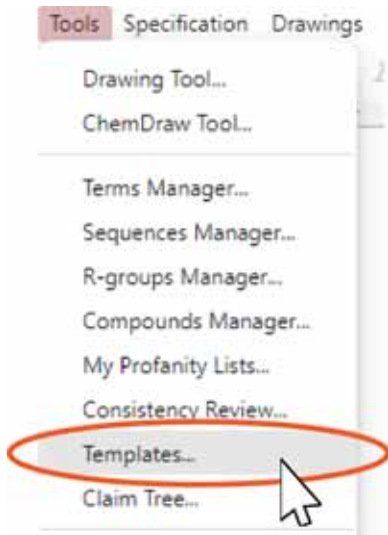 Tools Specification Drawings
Drawing Tool...
ChemDraw Tool...
Terms Manager...
Sequences Manager...
R-groups Manager...
Compounds Manager...
My Profanity Lists...
Consistency Review...
Templates...
Claim Tree...